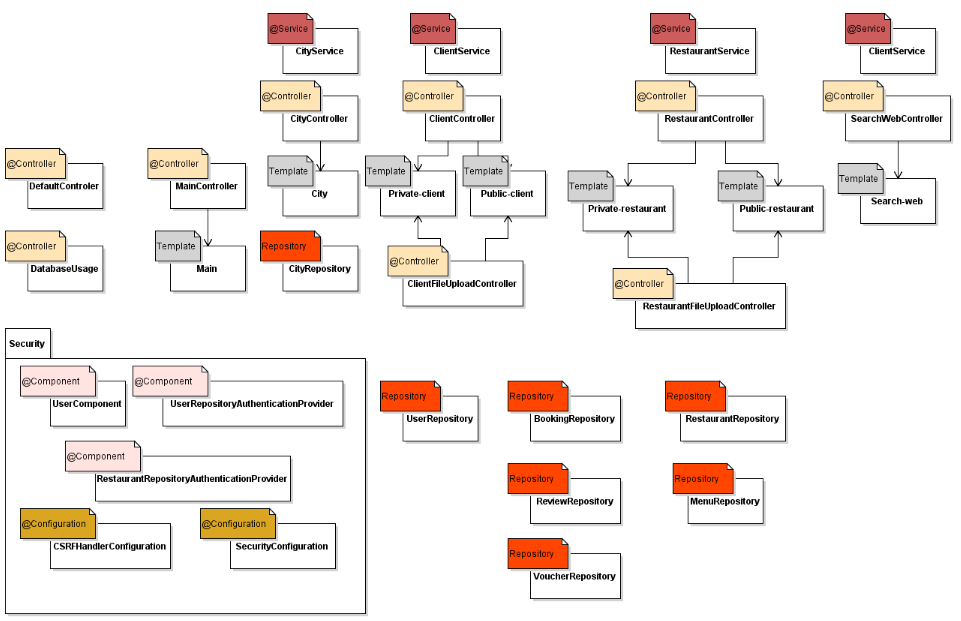 @Service
CityService
@Service
ClientService
@Service
RestaurantService
@Service
ClientService
@Controller
CityController
@Controller
ClientController
@Controller
RestaurantController
@Controller
SearchWebController
@Controller
DefaultControler
@Controller
MainController
Template
City
Template
Private-client
Template
Public-client
Template
Private-restaurant
Template
Public-restaurant
Template
Search-web
@Controller
DatabaseUsage
Template
Main
Repository
CityRepository
@Controller
ClientFileUploadController
@Controller
RestaurantFileUploadController
Security
@Component
UserComponent
@Component
UserRepositoryAuthenticationProvider
@Component
RestaurantRepositoryAuthenticationProvider
@Configuration
CSRFHandlerConfiguration
@Configuration
SecurityConfiguration
Repository
UserRepository
Repository
BookingRepository
Repository
RestaurantRepository
Repository
ReviewRepository
Repository
MenuRepository
Repository
VoucherRepository